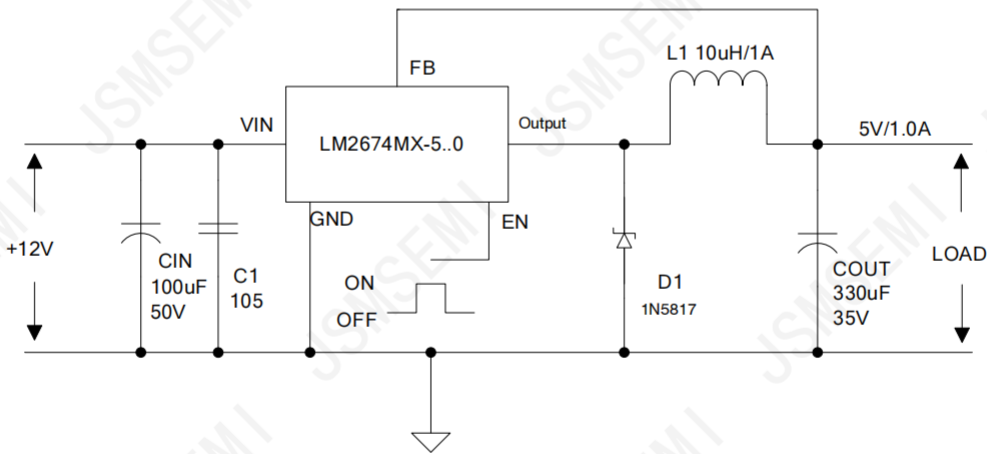 FB
L1 10uH/1A
VIN
LM2674MX-5..0
Output
5V/1.0A
GND
EN
+12V
CIN
100uF
50V
C1
105
ON
OFF
D1
1N5817
COUT
330uF
35V
LOAD
JSMSEMI
JSMSEMI
JSMSEMI